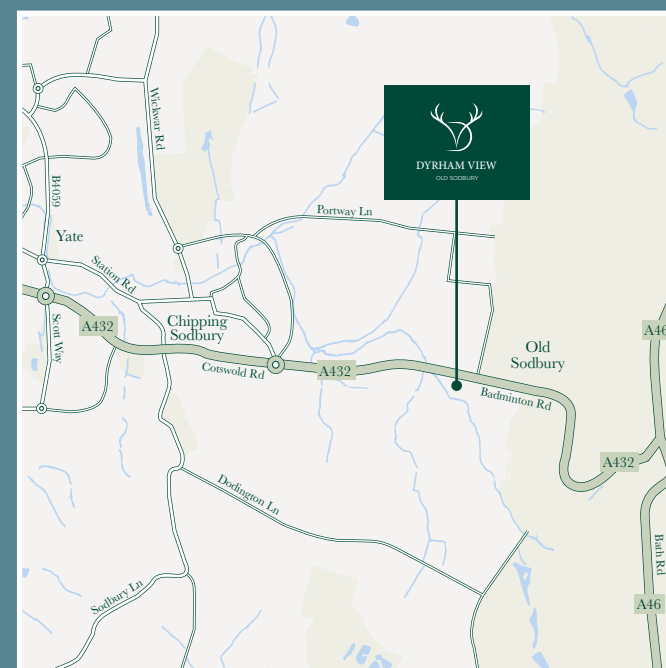 Wickwar Rd
DYRHAM VIEW
OLD SODBURY
B4059
Portway Ln
Yate
Station Rd
A432
Scott Way
Chipping
Sodbury
A46
Old
Sodbury
Cotswold Rd
A432
Badminton Rd
A432
Dodington Ln
Bath Rd
Sodbury Ln
A46